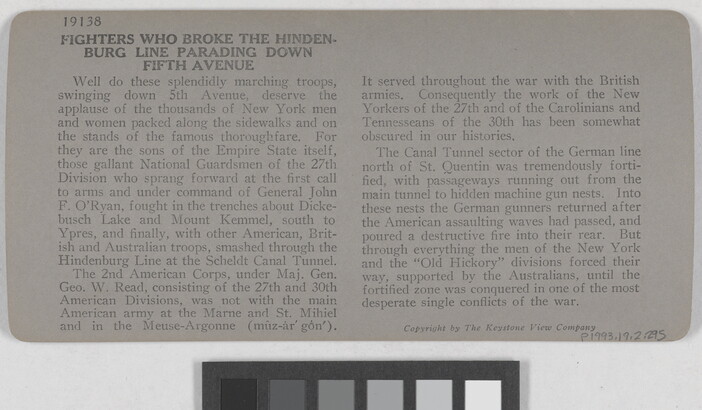 19138
FIGHTERS WHO BROKE THE HINDEN-
BURG LINE PARADING DOWN
FIFTH AVENUE
Well do these splendidly marching troops,
swinging down 5th Avenue, deserve the
applause of the thousands of New York men
and women packed along the sidewalks and on
the stands of the famous thoroughfare. For
they are the sons of the Empire State itself,
those gallant National Guardsmen of the 27th
Division who sprang forward at the first call
to arms and under command of General John
F. O'Ryan, fought in the trenches about Dicke-
busch Lake and Mount Kemmel, south to
Ypres, and finally, with other American, Brit-
ish and Australian troops, smashed through the
Hindenburg Line at the Scheldt Canal Tunnel.
The 2nd American Corps, under Maj. Gen.
Geo. W. Read, consisting of the 27th and 30th
American Divisions, was not with the main
American army at the Marne and St. Mihiel
and in the Meuse-Argonne (mûz-är´gôn´).
It served throughout the war with the British
armies. Consequently the work of the New
Yorkers of the 27th and of the Carolinians and
Tennesseans of the 30th has been somewhat
obscured in our histories.
The Canal Tunnel sector of the German line
north of St. Quentin was tremendously forti-
fied, with passageways running out from the
main tunnel to hidden machine gun nests. Into
these nests the German gunners returned after
the American assaulting waves had passed, and
poured a destructive fire into their rear. But
through everything the men of the New York
and the "Old Hickory" divisions forced their
way, supported by the Australians, until the
fortified zone was conquered in one of the most
desperate single conflicts of the war.
Copyright by The Keystone View Company
P1993.19.2.295